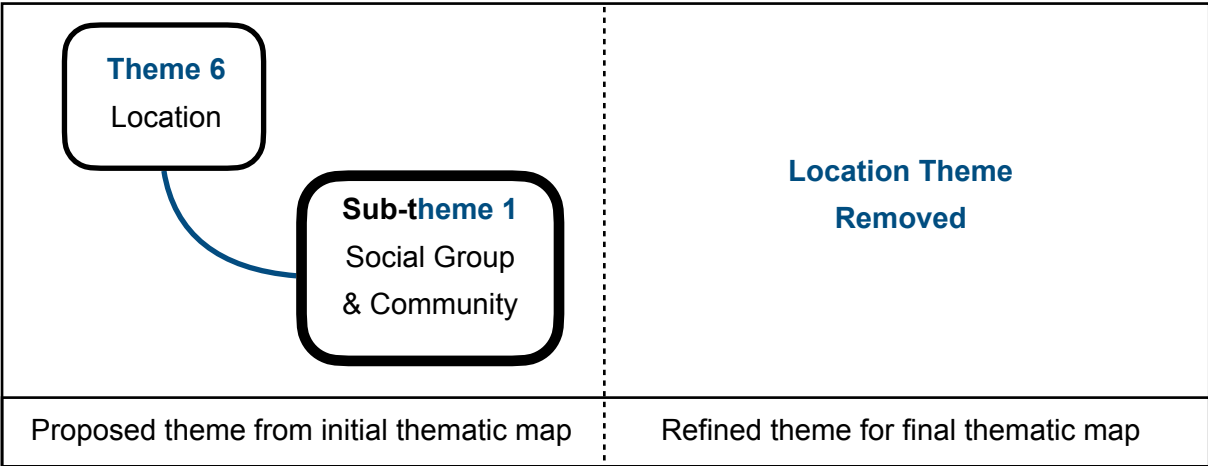 Theme 6
Location
Sub-theme 1
Social Group
& Community
Location Theme
Removed
Proposed theme from initial thematic map
Refined theme for final thematic map